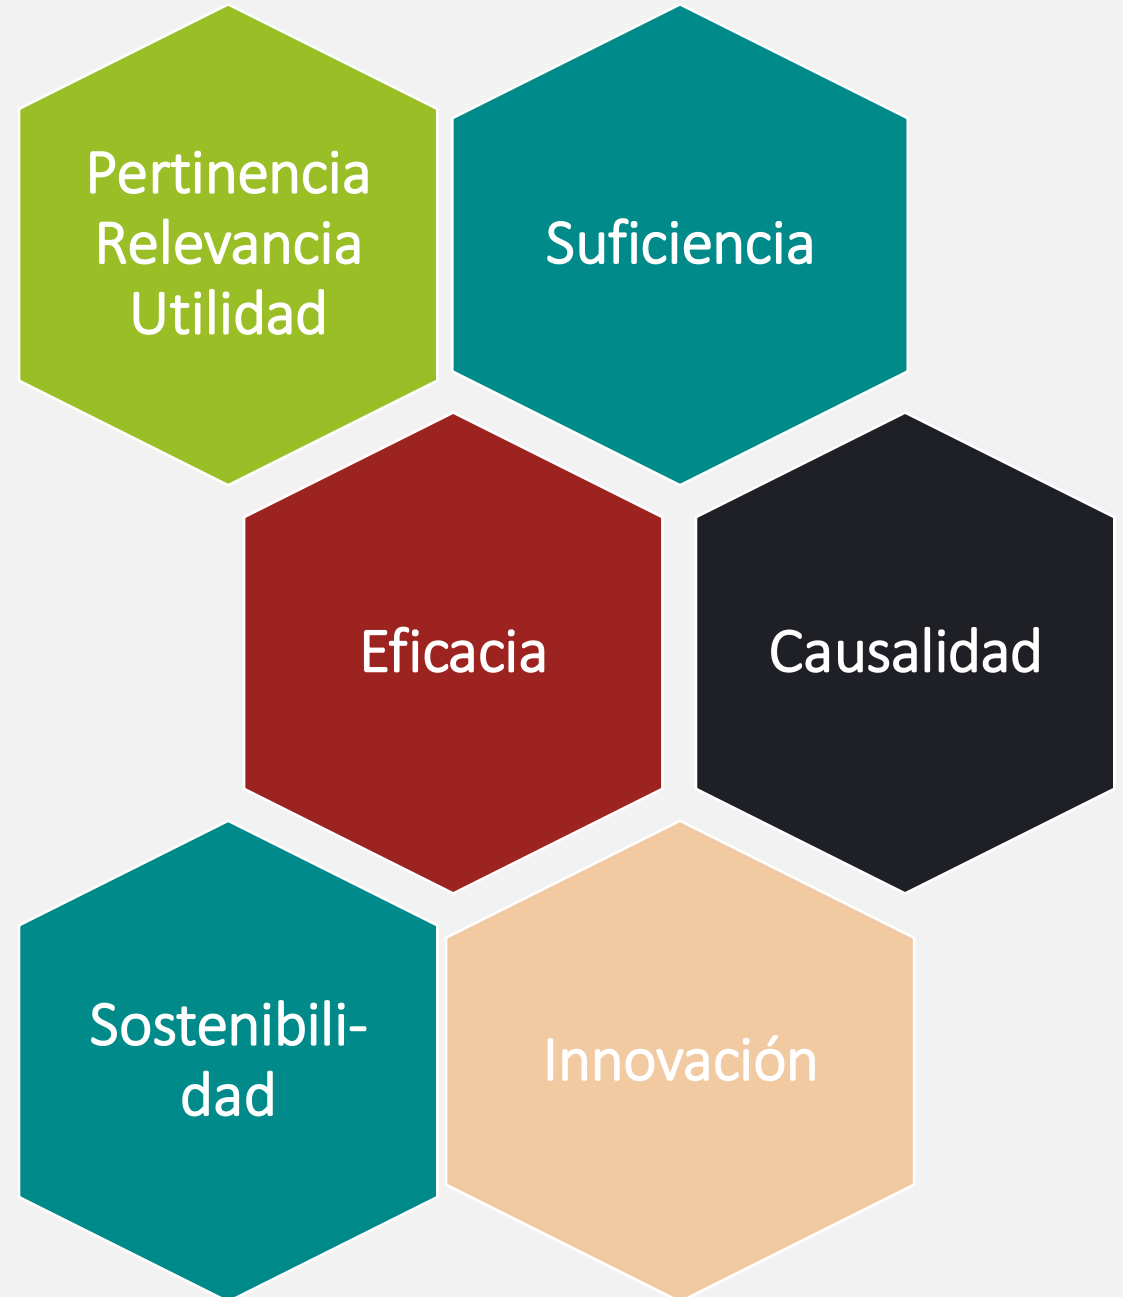 Pertinencia
Relevancia
Utilidad
Suficiencia
Eficacia
Causalidad
Sostenibili-
dad
Innovación